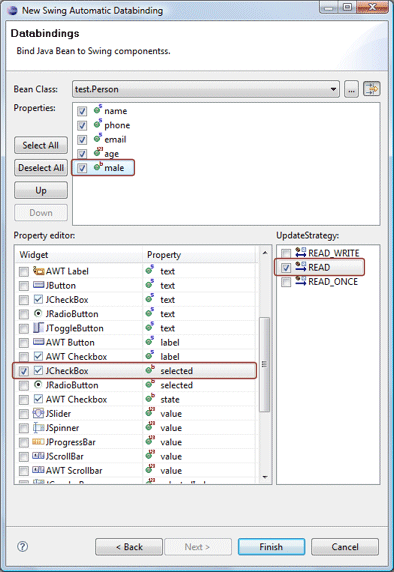 New Swing Automatic Databinding
Databindings
Bind Java Bean to Swing componentss.
Bean Class: test.Person ...
Properties:
name
phone
email
age
male
Select All
Deselect All
Up
Down
Property editor:
Widget Property
AWT Label text
JButton text
JCheckBox text
JRadioButton text
JToggleButton text
AWT Button label
AWT Checkbox label
JCheckBox selected
JRadioButton selected
AWT Checkbox state
JSlider value
JSpinner value
JProgressBar value
JScrollBar value
AWT Scrollbar value
UpdateStrategy:
READ_WRITE
READ
READ_ONCE
?
< Back
Next >
Finish
Cancel